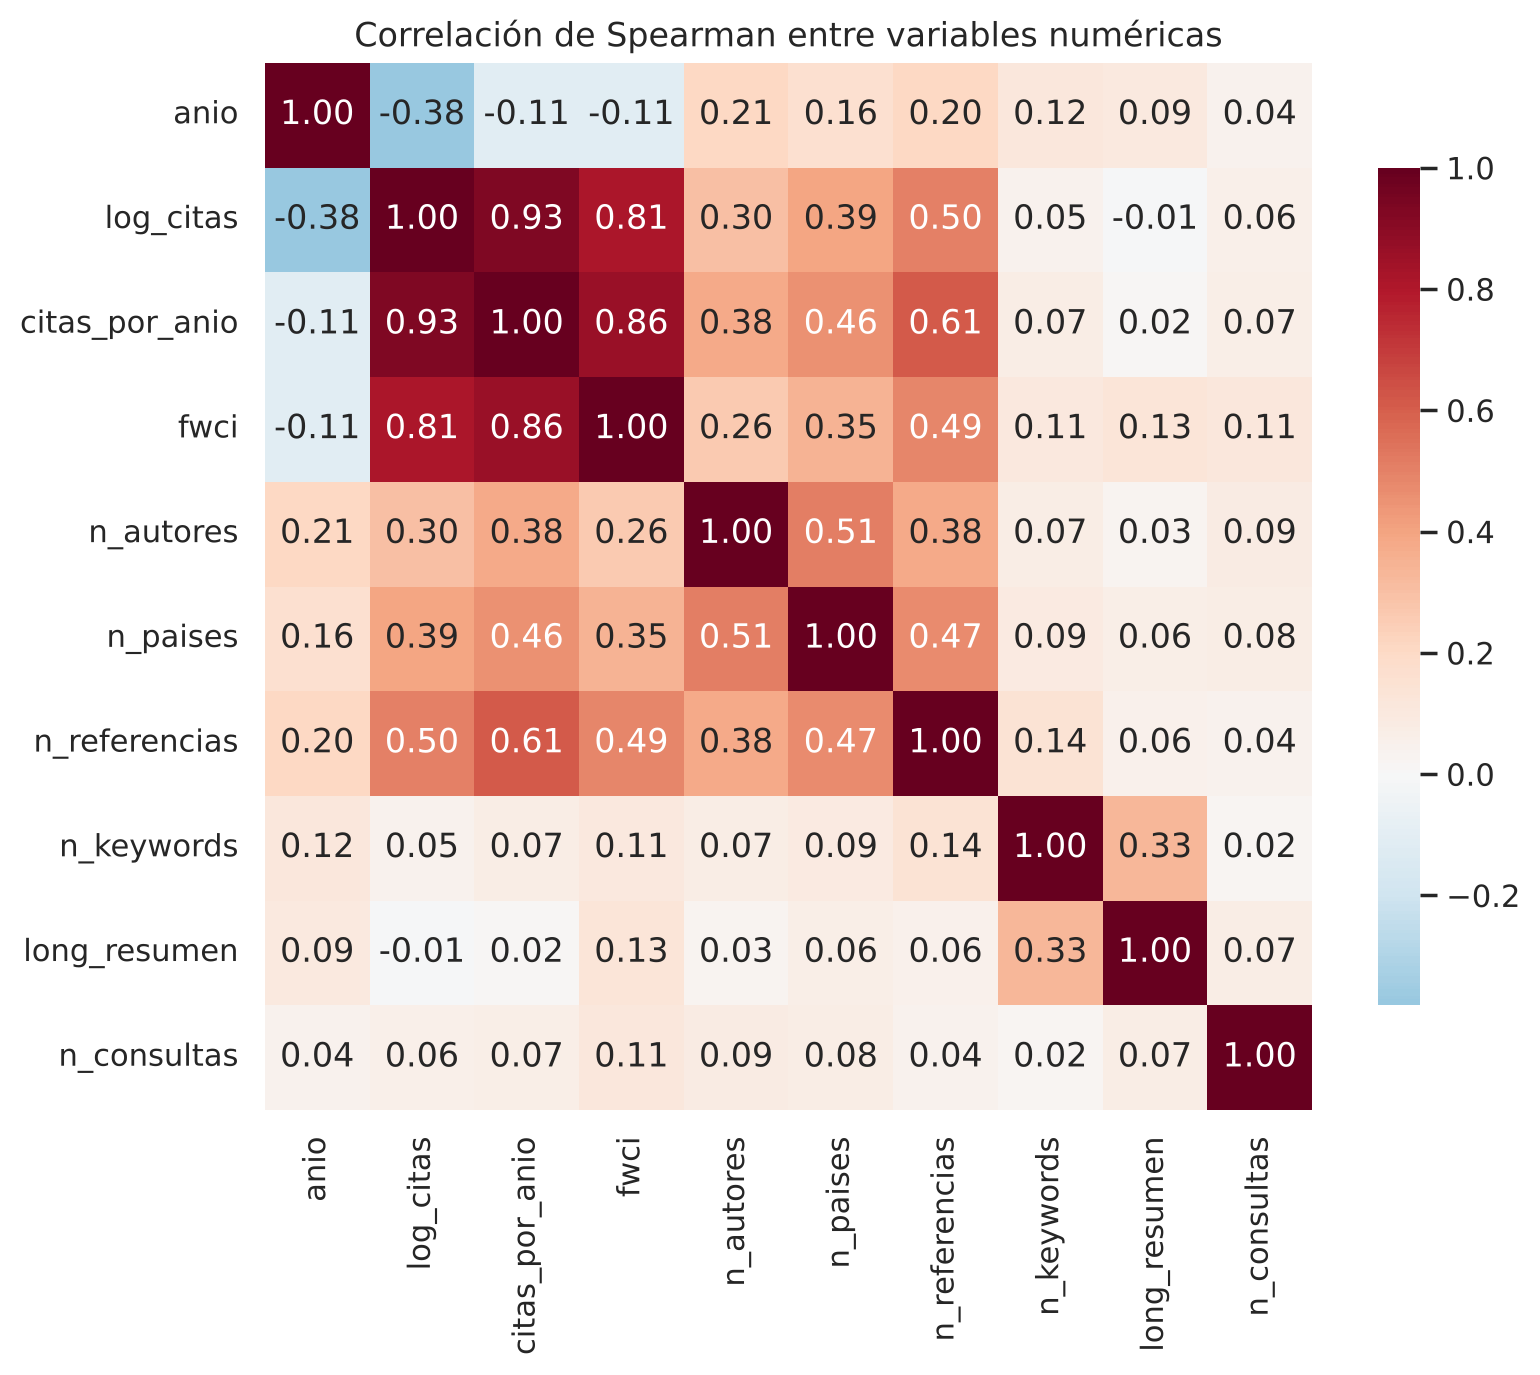 Correlación de Spearman entre variables numéricas
anio 1.00 -0.38 -0.11 -0.11 0.21 0.16 0.20 0.12 0.09 0.04
log_citas -0.38 1.00 0.93 0.81 0.30 0.39 0.50 0.05 -0.01 0.06
citas_por_anio -0.11 0.93 1.00 0.86 0.38 0.46 0.61 0.07 0.02 0.07
fwci -0.11 0.81 0.86 1.00 0.26 0.35 0.49 0.11 0.13 0.11
n_autores 0.21 0.30 0.38 0.26 1.00 0.51 0.38 0.07 0.03 0.09
n_paises 0.16 0.39 0.46 0.35 0.51 1.00 0.47 0.09 0.06 0.08
n_referencias 0.20 0.50 0.61 0.49 0.38 0.47 1.00 0.14 0.06 0.04
n_keywords 0.12 0.05 0.07 0.11 0.07 0.09 0.14 1.00 0.33 0.02
long_resumen 0.09 -0.01 0.02 0.13 0.03 0.06 0.06 0.33 1.00 0.07
n_consultas 0.04 0.06 0.07 0.11 0.09 0.08 0.04 0.02 0.07 1.00
anio
log_citas
citas_por_anio
fwci
n_autores
n_paises
n_referencias
n_keywords
long_resumen
n_consultas
1.0
0.8
0.6
0.4
0.2
0.0
−0.2